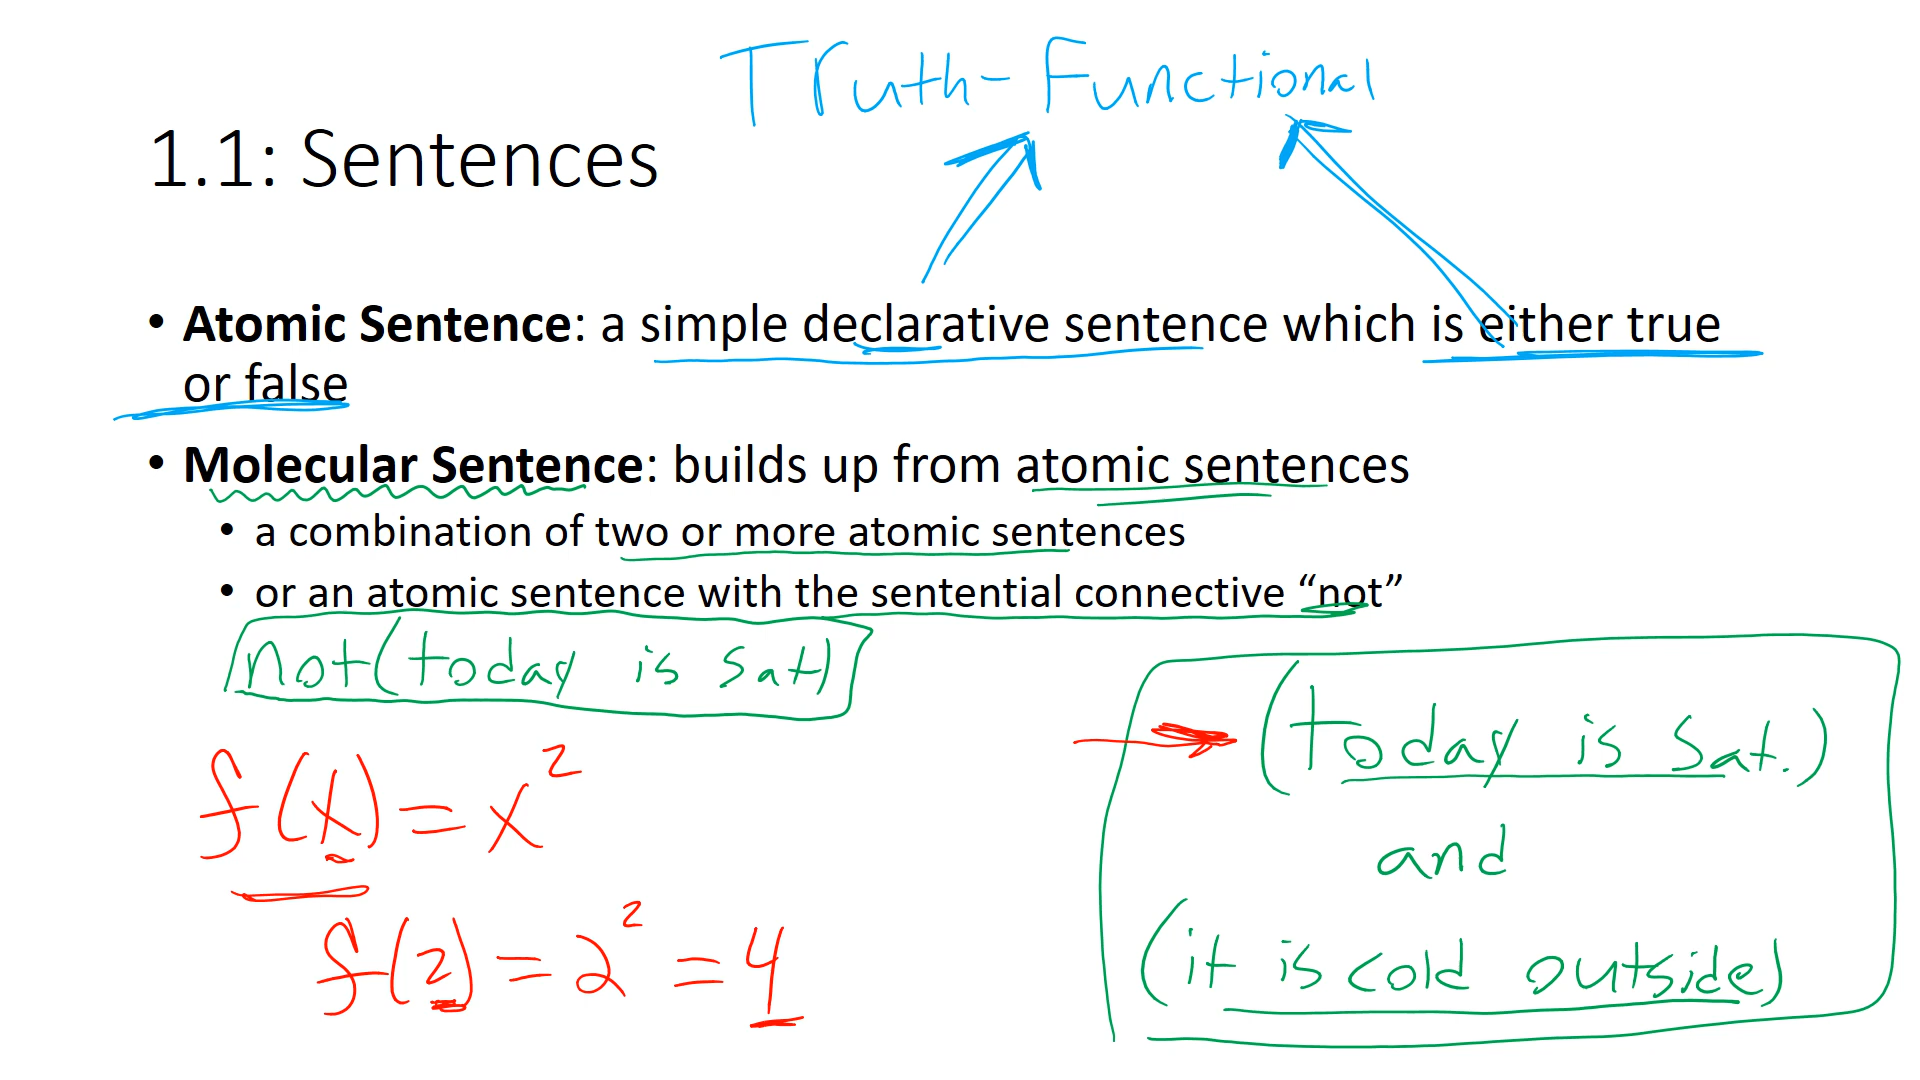 Truth-Functional
1.1: Sentences
• Atomic Sentence: a simple declarative sentence which is either true
or false
• Molecular Sentence: builds up from atomic sentences
• a combination of two or more atomic sentences
• or an atomic sentence with the sentential connective “not”
not(today is sat)
(today is Sat.)
and
(it is cold outside)
f(x)=x²
f(2)=2²=4